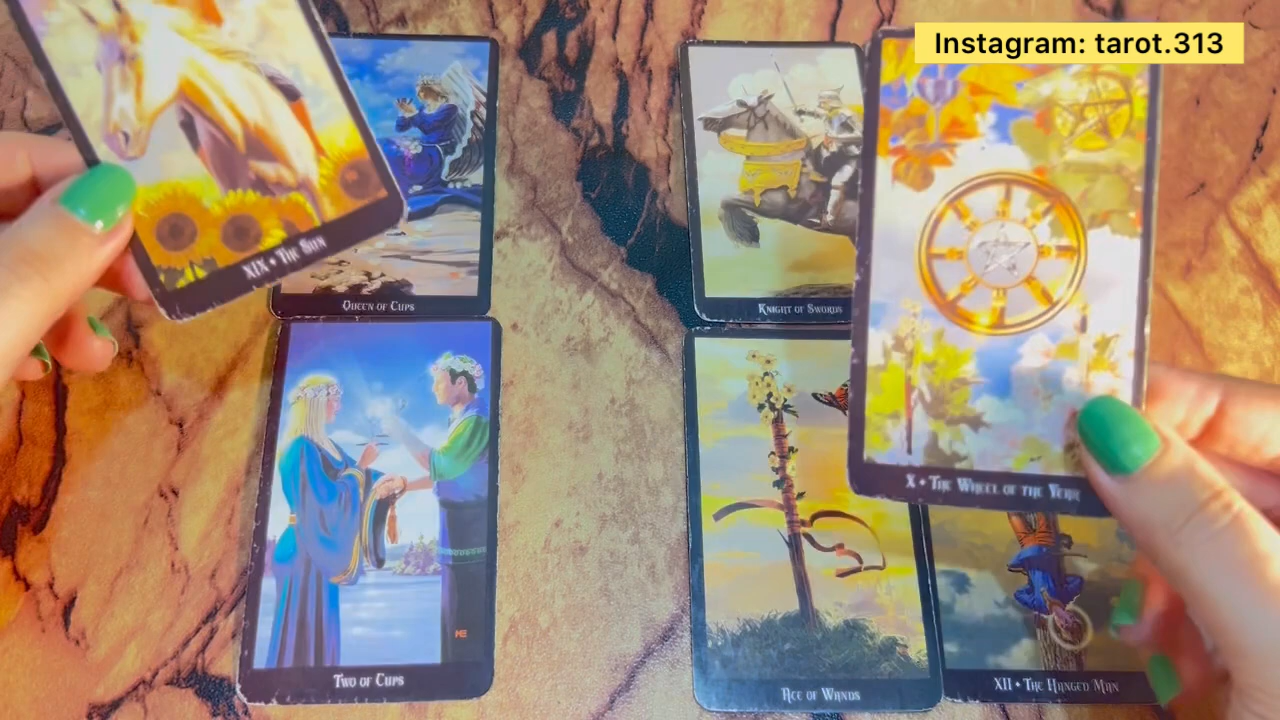 Instagram: tarot.313
XIX • The Sun
Queen of Cups
Knight of Swords
X • The Wheel of the Year
Two of Cups
ME
Ace of Wands
XII • The Hanged Man